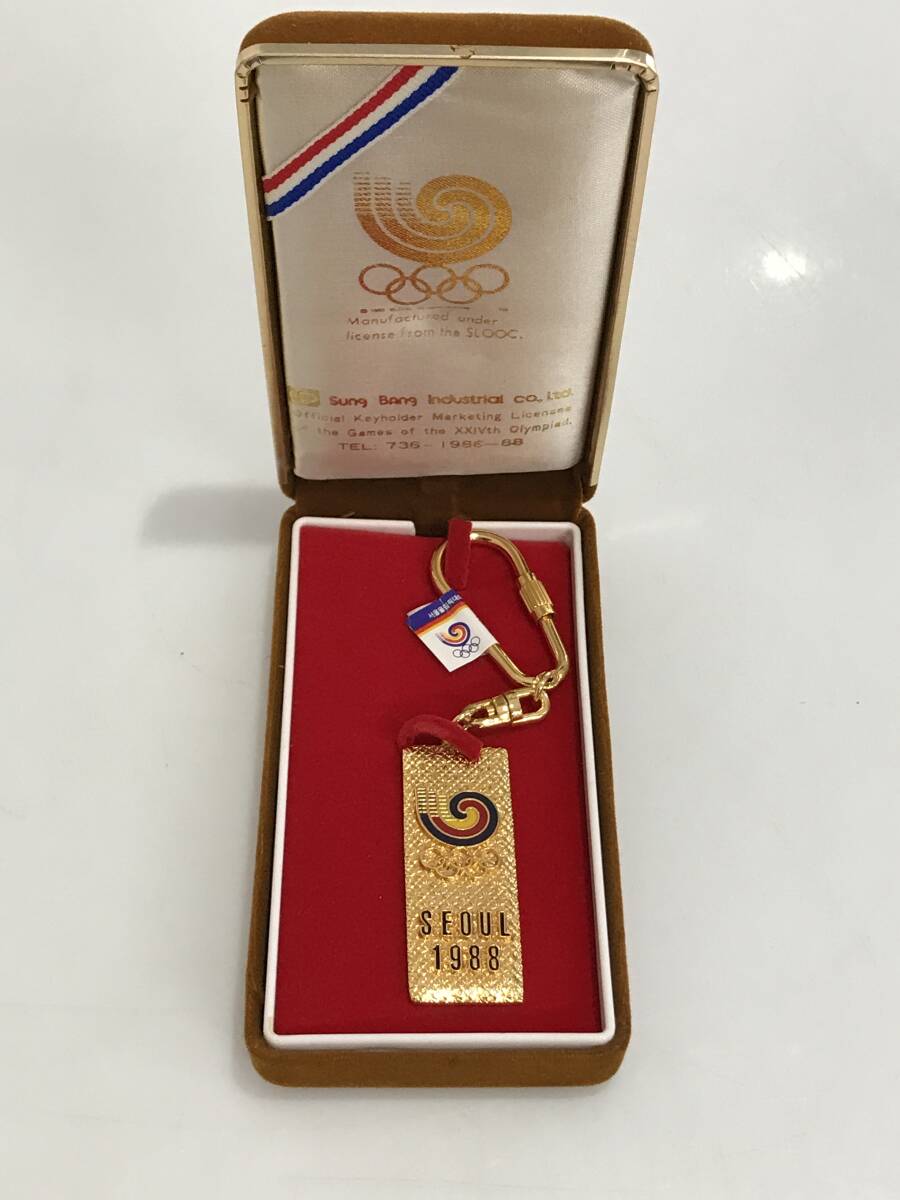 Manufactured under
license from the SLOOC.
Sung Bang Industrial co., Ltd.
Official Keyholder Marketing Licensee
the Games of the XXIVth Olympiad.
TEL: 736-1986-88
SEOUL
1988